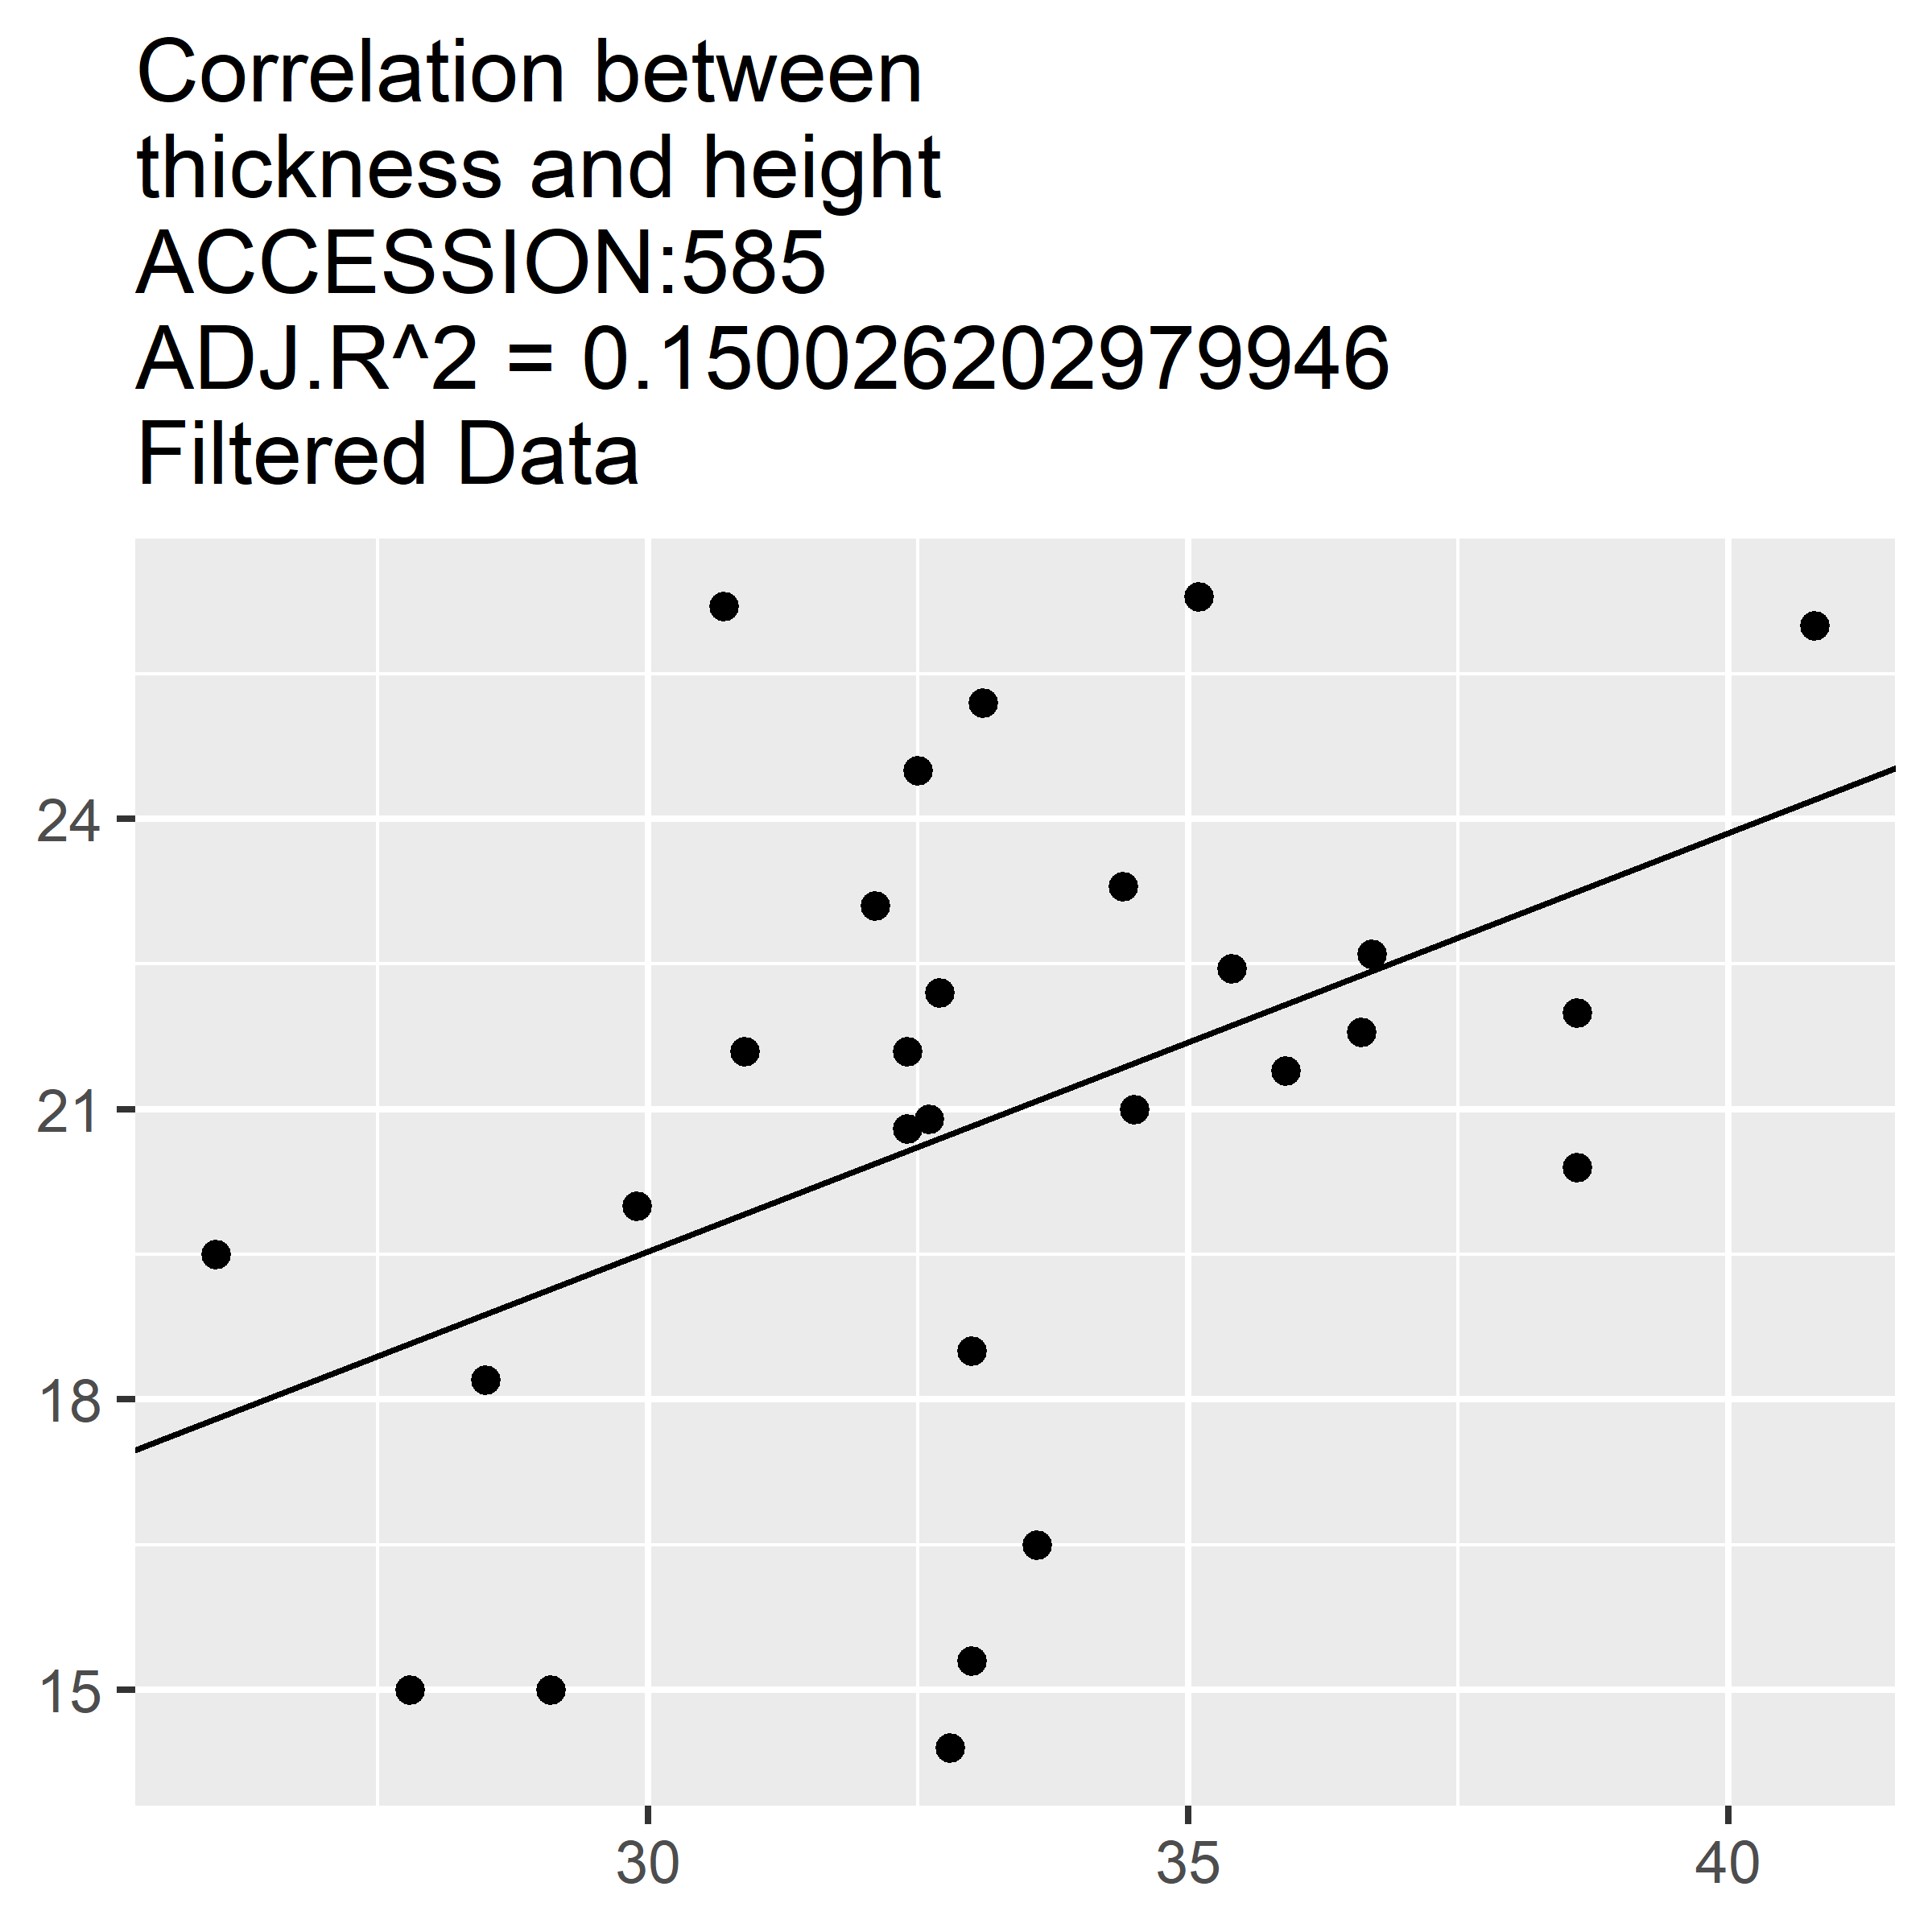 Correlation between
thickness and height
ACCESSION:585
ADJ.R^2 = 0.150026202979946
Filtered Data
24
21
18
15
30
35
40